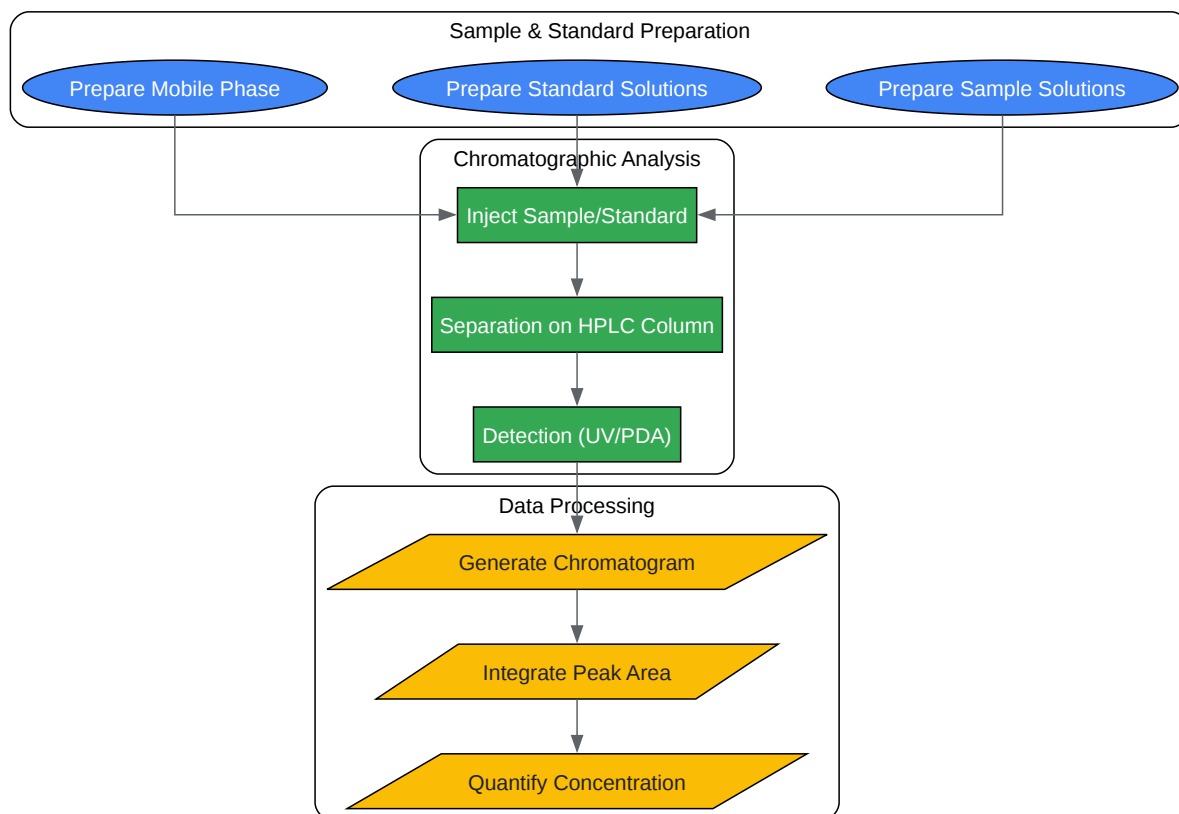 Sample & Standard Preparation
Prepare Mobile Phase
Prepare Standard Solutions
Prepare Sample Solutions
Chromatographic Analysis
Inject Sample/Standard
Separation on HPLC Column
Detection (UV/PDA)
Data Processing
Generate Chromatogram
Integrate Peak Area
Quantify Concentration